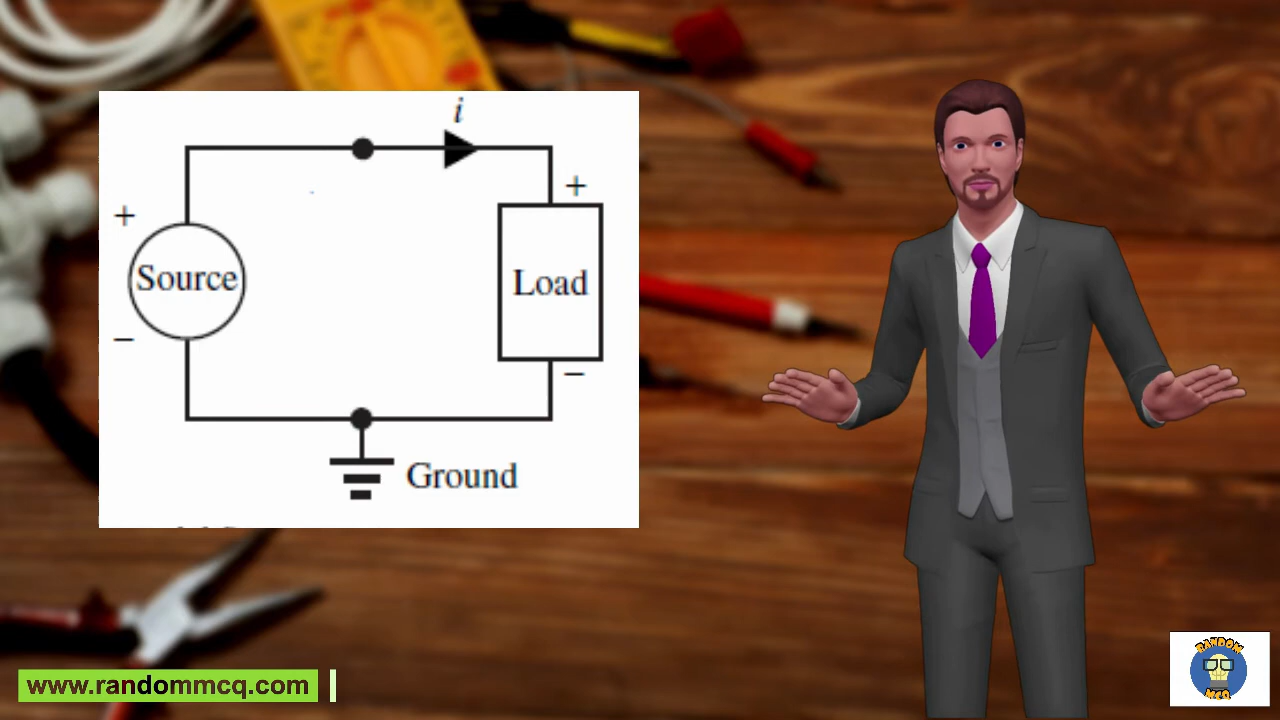 i
+
+
Source
Load
−
−
Ground
www.randommcq.com
RANDOM
MCQ